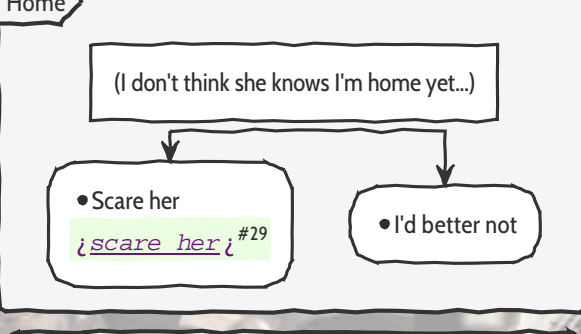 Home
(I don't think she knows I'm home yet...)
• Scare her
¿scare her¿#29
• I'd better not